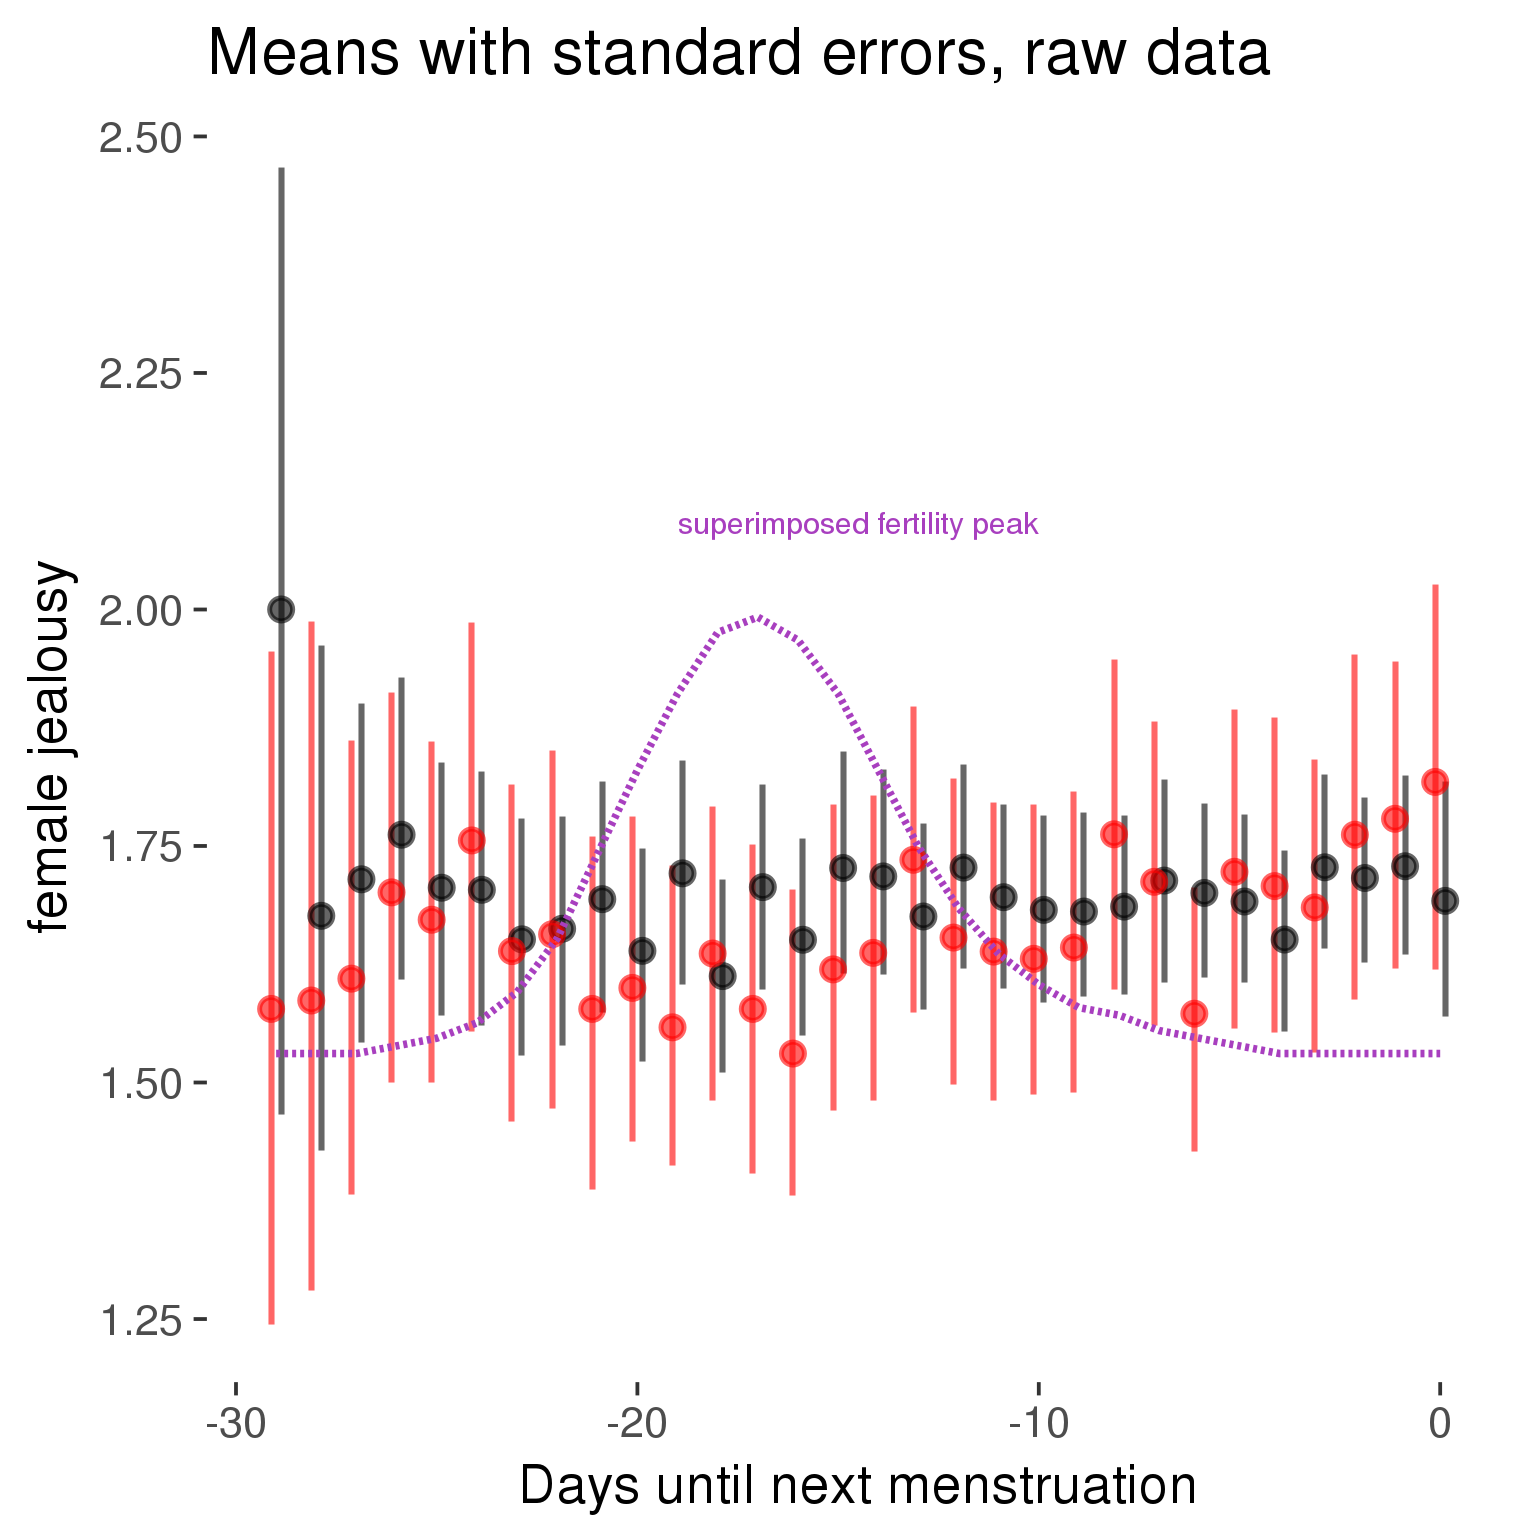 Means with standard errors, raw data
2.50
2.25
2.00
1.75
1.50
1.25
female jealousy
superimposed fertility peak
-30
-20
-10
0
Days until next menstruation